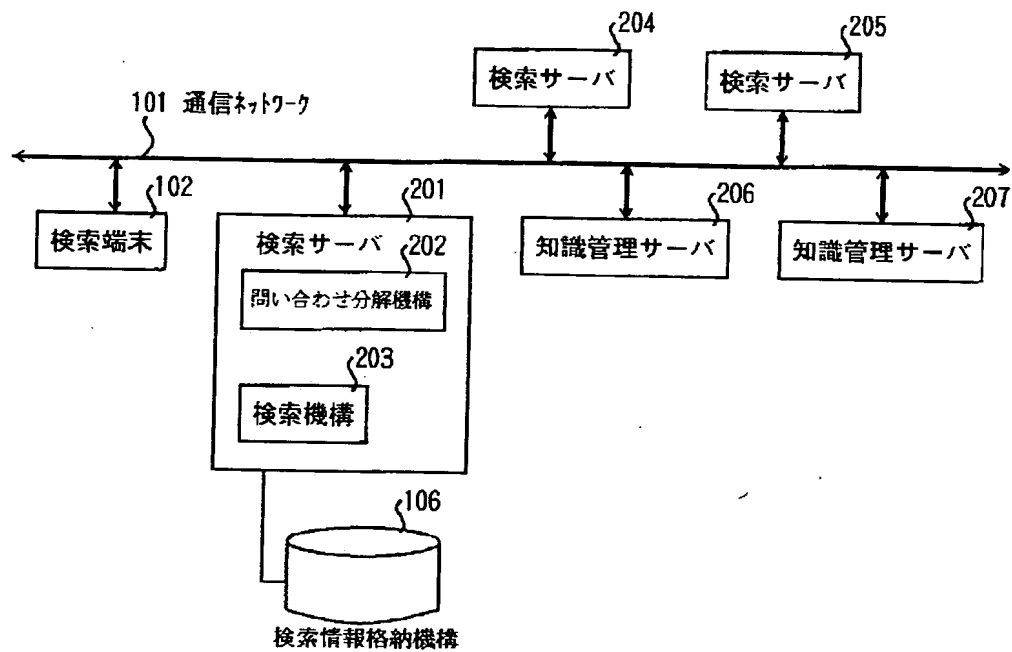 204
205
検索サーバ
検索サーバ
101 通信ネットワーク
102
検索端末
201
検索サーバ
202
問い合わせ分解機構
203
検索機構
206
知識管理サーバ
207
知識管理サーバ
106
検索情報格納機構